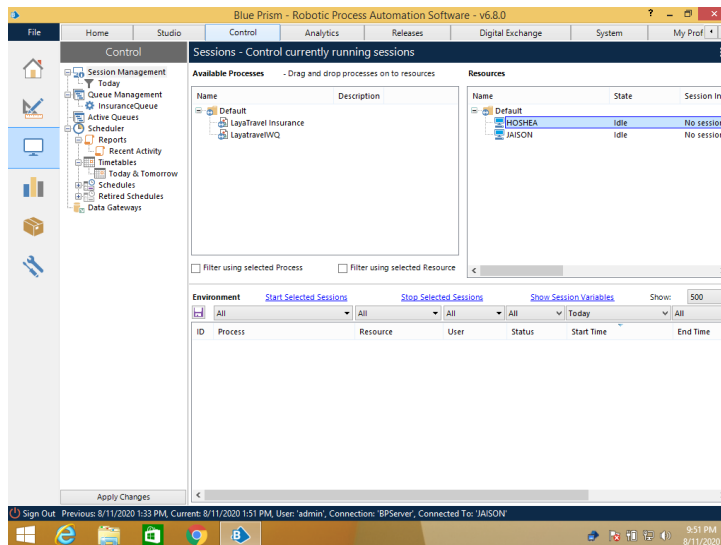 Blue Prism - Robotic Process Automation Software - v6.8.0
File Home Studio Control Analytics Releases Digital Exchange System My Prof
Control
Sessions - Control currently running sessions
Session Management
Today
Queue Management
InsuranceQueue
Active Queues
Scheduler
Reports
Recent Activity
Timetables
Today & Tomorrow
Schedules
Retired Schedules
Data Gateways
Apply Changes
Available Processes - Drag and drop processes on to resources
Name Description
Default
LayaTravel Insurance
LayatravelWQ
Filter using selected Process Filter using selected Resource
Resources
Name State Session In
Default
HOSHEA Idle No session
JAISON Idle No session
Environment Start Selected Sessions Stop Selected Sessions Show Session Variables Show: 500
All All All All Today All
ID Process Resource User Status Start Time End Time
Sign Out Previous: 8/11/2020 1:33 PM, Current: 8/11/2020 1:51 PM, User: 'admin', Connection: 'BPServer', Connected To: 'JAISON'
9:51 PM
8/11/2020